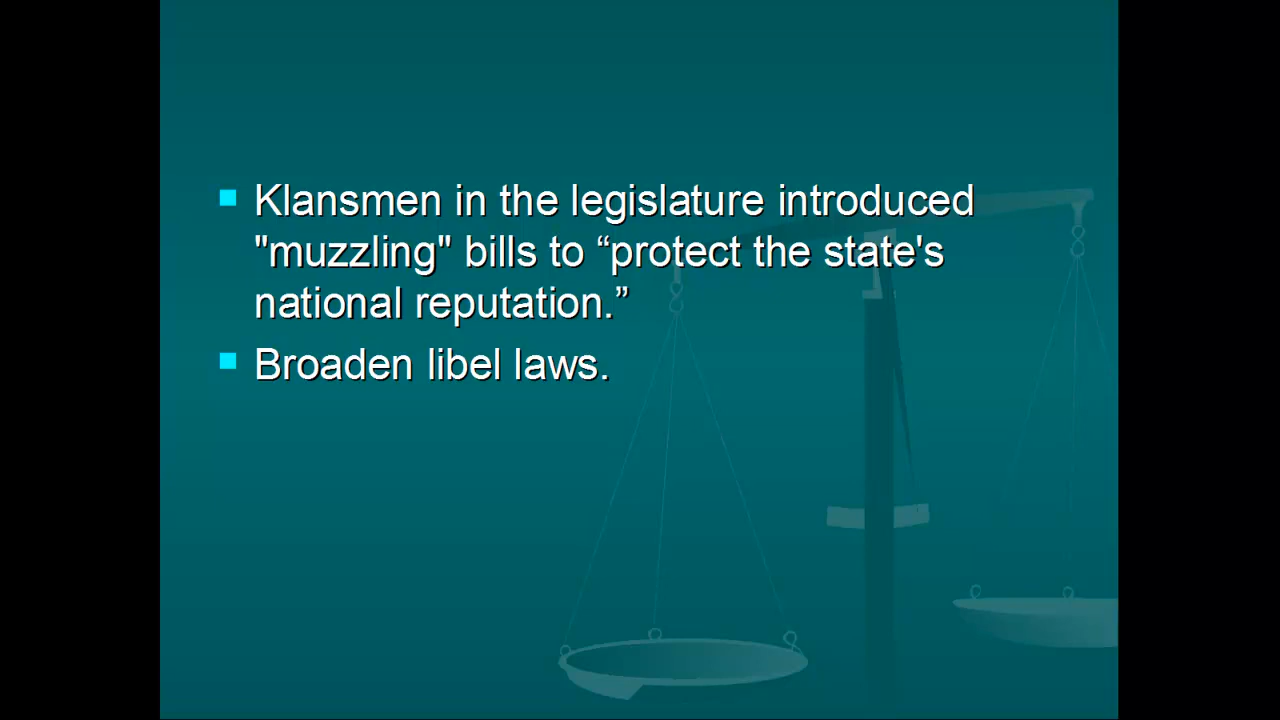 Klansmen in the legislature introduced
"muzzling" bills to “protect the state's
national reputation.”
Broaden libel laws.